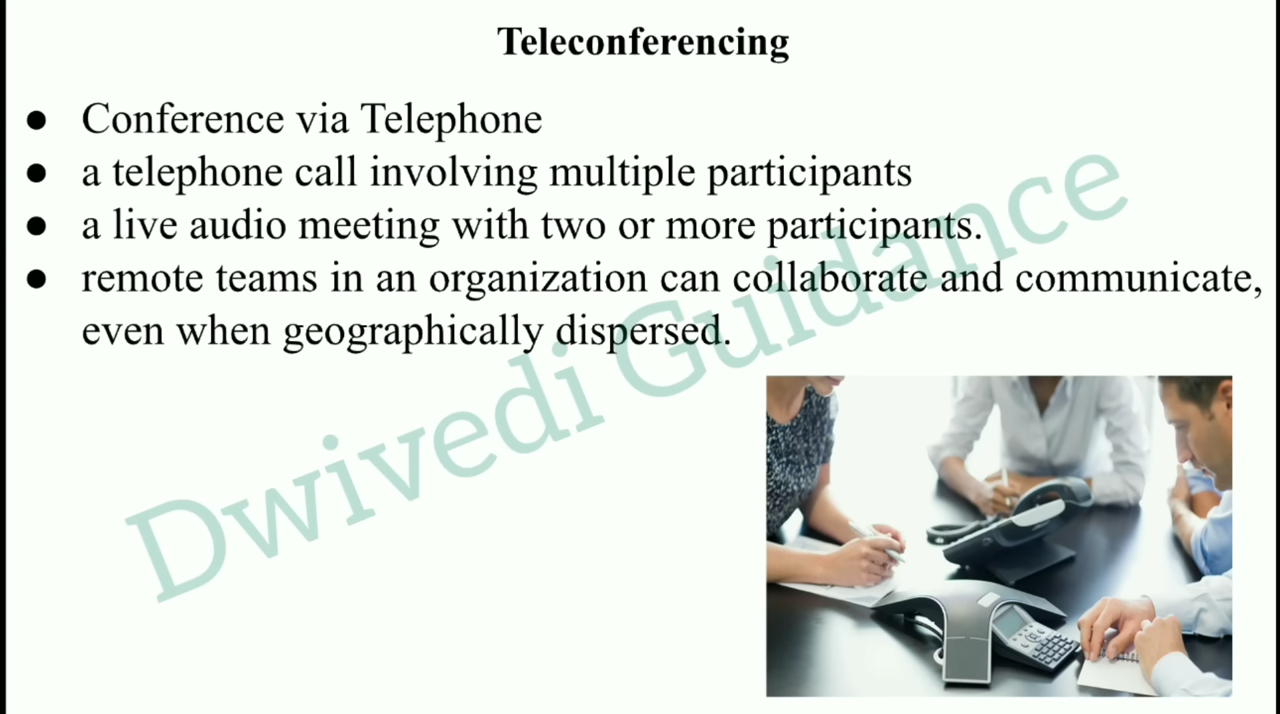 Teleconferencing
● Conference via Telephone
● a telephone call involving multiple participants
● a live audio meeting with two or more participants.
● remote teams in an organization can collaborate and communicate,
even when geographically dispersed.
Dwivedi Guidance